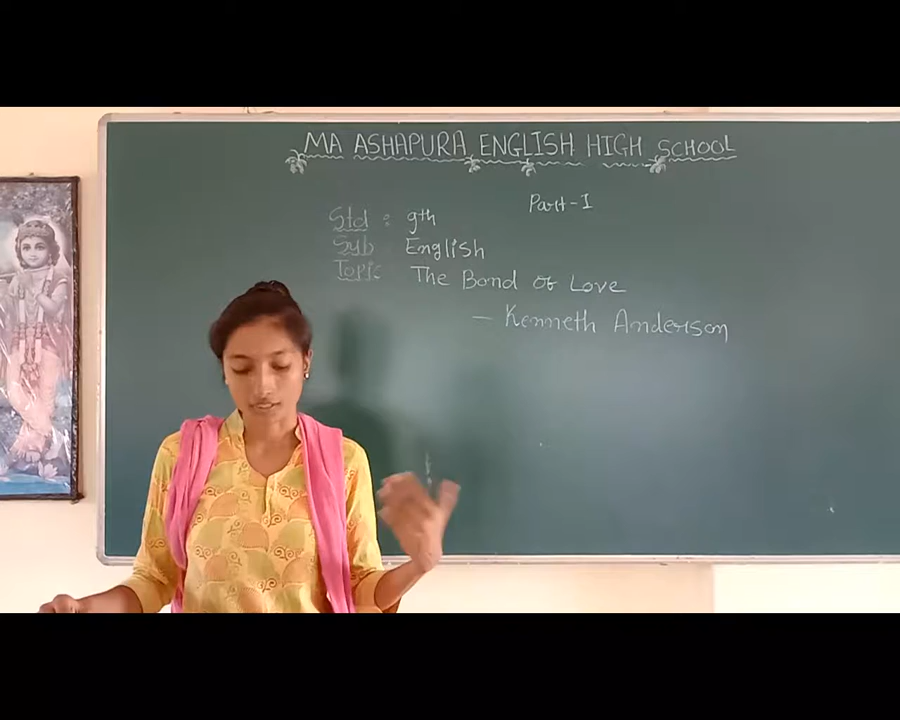 MA ASHAPURA ENGLISH HIGH SCHOOL
Part-I
Std : 9th
Sub English
Topic The Bond of Love
- Kenneth Anderson